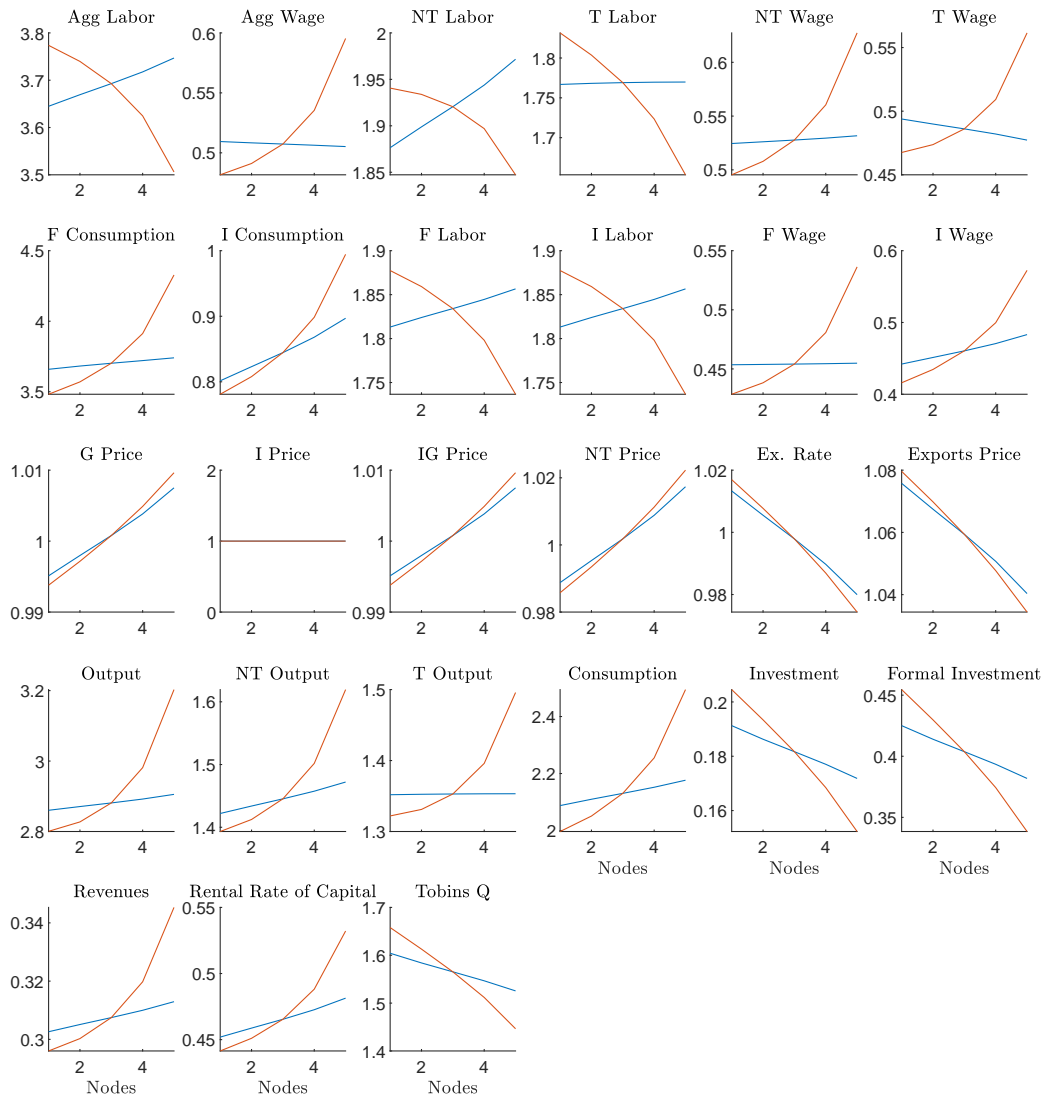 Agg Labor Agg Wage NT Labor T Labor NT Wage T Wage
3.8 0.6 2 0.55
3.7 0.55 1.95 1.8 0.6 0.5
3.6 0.5 1.9 1.75 0.55 0.45
3.5 1.85 1.7 0.5
2 4 2 4 2 4 2 4 2 4 2 4
F Consumption I Consumption F Labor I Labor F Wage I Wage
4.5 1 1.9 1.9 0.55 0.6
4 0.9 1.85 1.85 0.5 0.5
3.5 0.8 1.8 1.8 0.45 0.4
1.75 1.75
2 4 2 4 2 4 2 4 2 4 2 4
G Price I Price IG Price NT Price Ex. Rate Exports Price
1.01 2 1.01 1.02 1.02 1.08
1 1 1 1 1 1.06
0.99 0 0.99 0.98 0.98 1.04
2 4 2 4 2 4 2 4 2 4 2 4
Output NT Output T Output Consumption Investment Formal Investment
3.2 1.6 1.5 2.4 0.2 0.45
3 1.5 1.4 2.2 0.18 0.4
2.8 1.4 1.3 2 0.16 0.35
2 4 2 4 2 4 2 4 2 4 2 4
Nodes Nodes Nodes
Revenues Rental Rate of Capital Tobins Q
0.34 0.55 1.7
0.32 0.5 1.6
0.3 0.45 1.5
1.4
2 4 2 4 2 4
Nodes Nodes